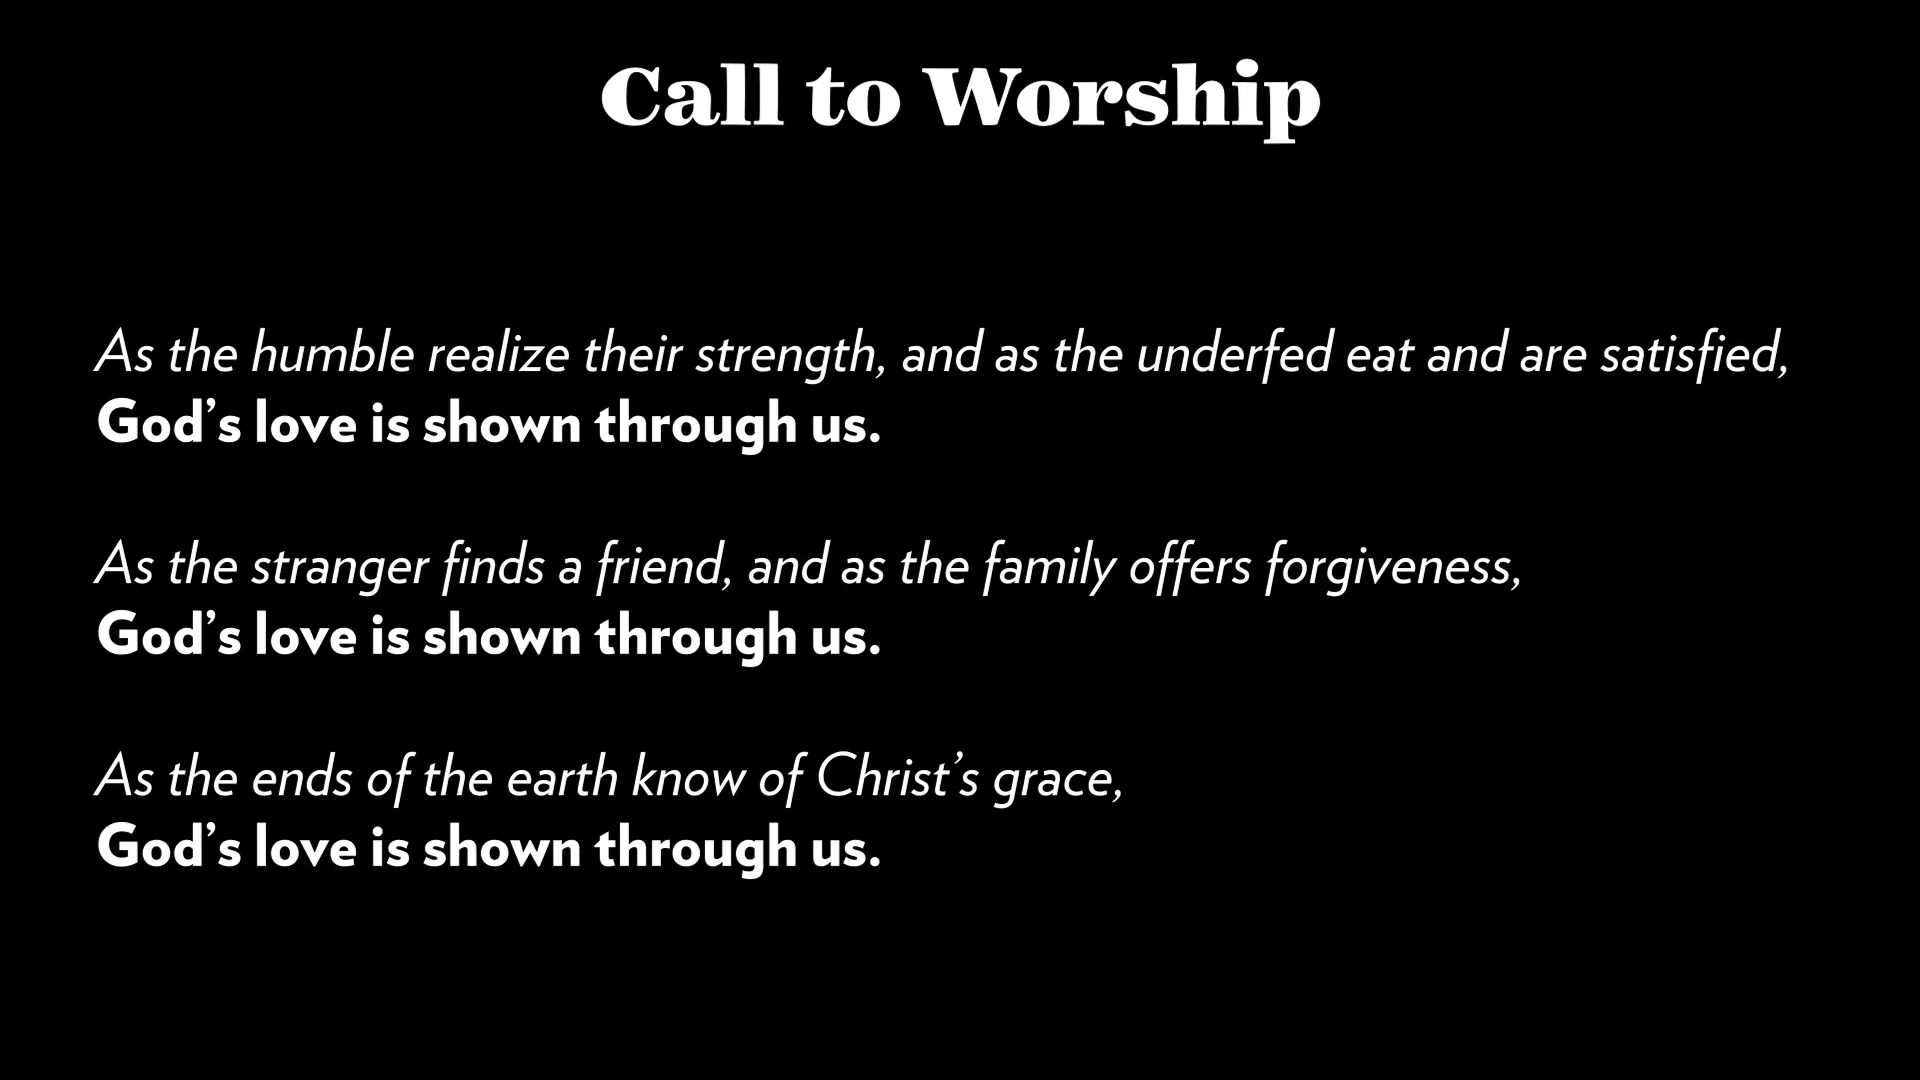 Call to Worship
As the humble realize their strength, and as the underfed eat and are satisfied,
God’s love is shown through us.
As the stranger finds a friend, and as the family offers forgiveness,
God’s love is shown through us.
As the ends of the earth know of Christ’s grace,
God’s love is shown through us.